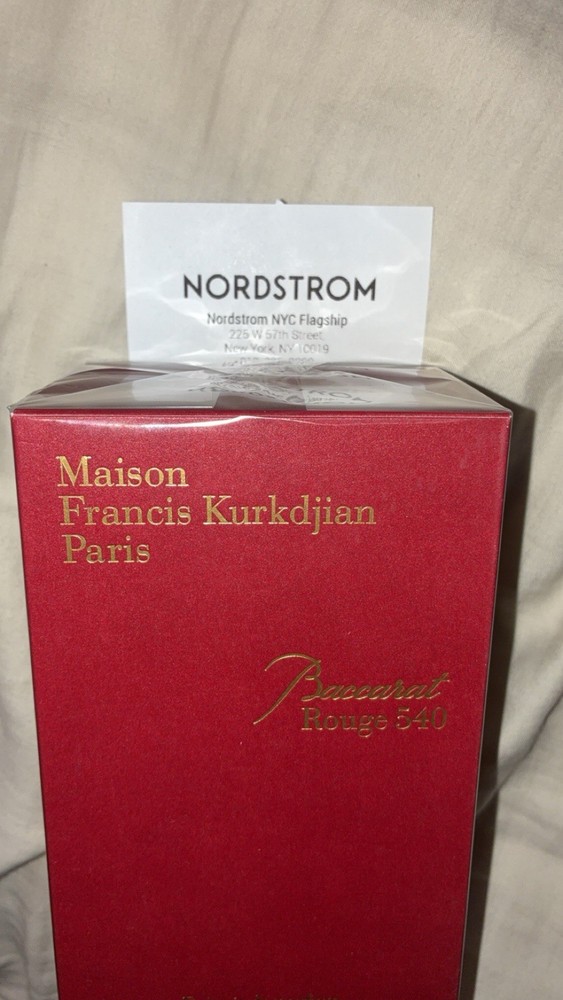 NORDSTROM
Nordstrom NYC Flagship
225 W 57th Street,
New York, NY 10019
Maison
Francis Kurkdjian
Paris
Baccarat
Rouge 540